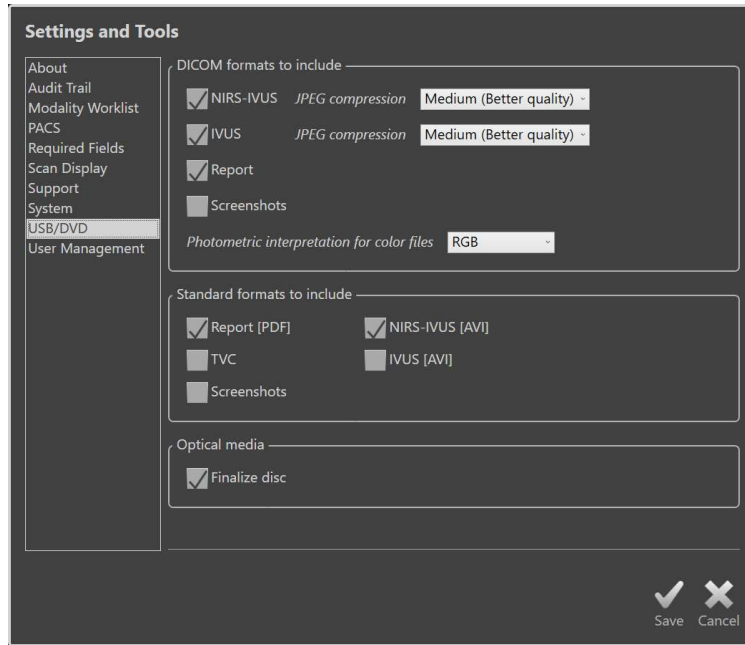 Settings and Tools
About
Audit Trail
Modality Worklist
PACS
Required Fields
Scan Display
Support
System
USB/DVD
User Management
DICOM formats to include
NIRS-IVUS JPEG compression Medium (Better quality)
IVUS JPEG compression Medium (Better quality)
Report
Screenshots
Photometric interpretation for color files RGB
Standard formats to include
Report [PDF] NIRS-IVUS [AVI]
TVC IVUS [AVI]
Screenshots
Optical media
Finalize disc
Save Cancel